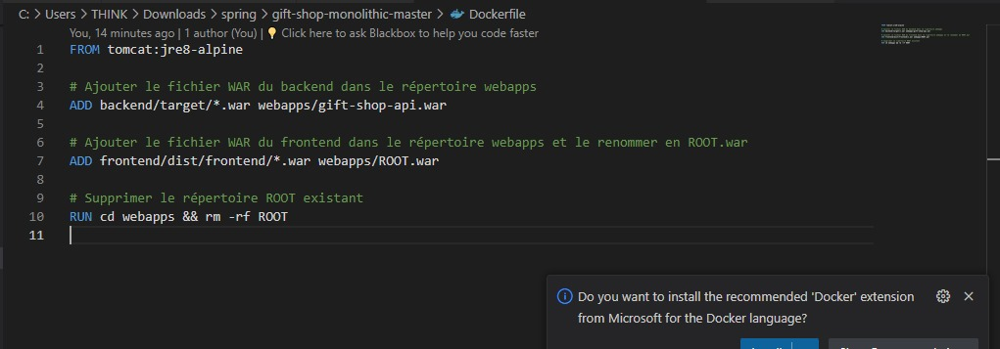 C: > Users > THINK > Downloads > spring > gift-shop-monolithic-master > Dockerfile
You, 14 minutes ago | 1 author (You) | Click here to ask Blackbox to help you code faster
1 FROM tomcat:jre8-alpine
2
3 # Ajouter le fichier WAR du backend dans le répertoire webapps
4 ADD backend/target/*.war webapps/gift-shop-api.war
5
6 # Ajouter le fichier WAR du frontend dans le répertoire webapps et le renommer en ROOT.war
7 ADD frontend/dist/frontend/*.war webapps/ROOT.war
8
9 # Supprimer le répertoire ROOT existant
10 RUN cd webapps && rm -rf ROOT
11
Do you want to install the recommended 'Docker' extension
from Microsoft for the Docker language?